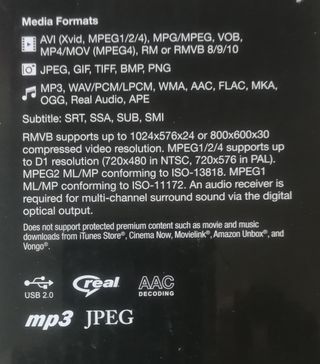 Media Formats
AVI (Xvid, MPEG1/2/4), MPG/MPEG, VOB,
MP4/MOV (MPEG4), RM or RMVB 8/9/10
JPEG, GIF, TIFF, BMP, PNG
MP3, WAV/PCM/LPCM, WMA, AAC, FLAC, MKA,
OGG, Real Audio, APE
Subtitle: SRT, SSA, SUB, SMI
RMVB supports up to 1024x576x24 or 800x600x30
compressed video resolution. MPEG1/2/4 supports up
to D1 resolution (720x480 in NTSC, 720x576 in PAL).
MPEG2 ML/MP conforming to ISO-13818. MPEG1
ML/MP conforming to ISO-11172. An audio receiver is
required for multi-channel surround sound via the digital
optical output.
Does not support protected premium content such as movie and music
downloads from iTunes Store®, Cinema Now, Movielink®, Amazon Unbox®, and
Vongo®.
USB 2.0
real
AAC
DECODING
mp3 JPEG